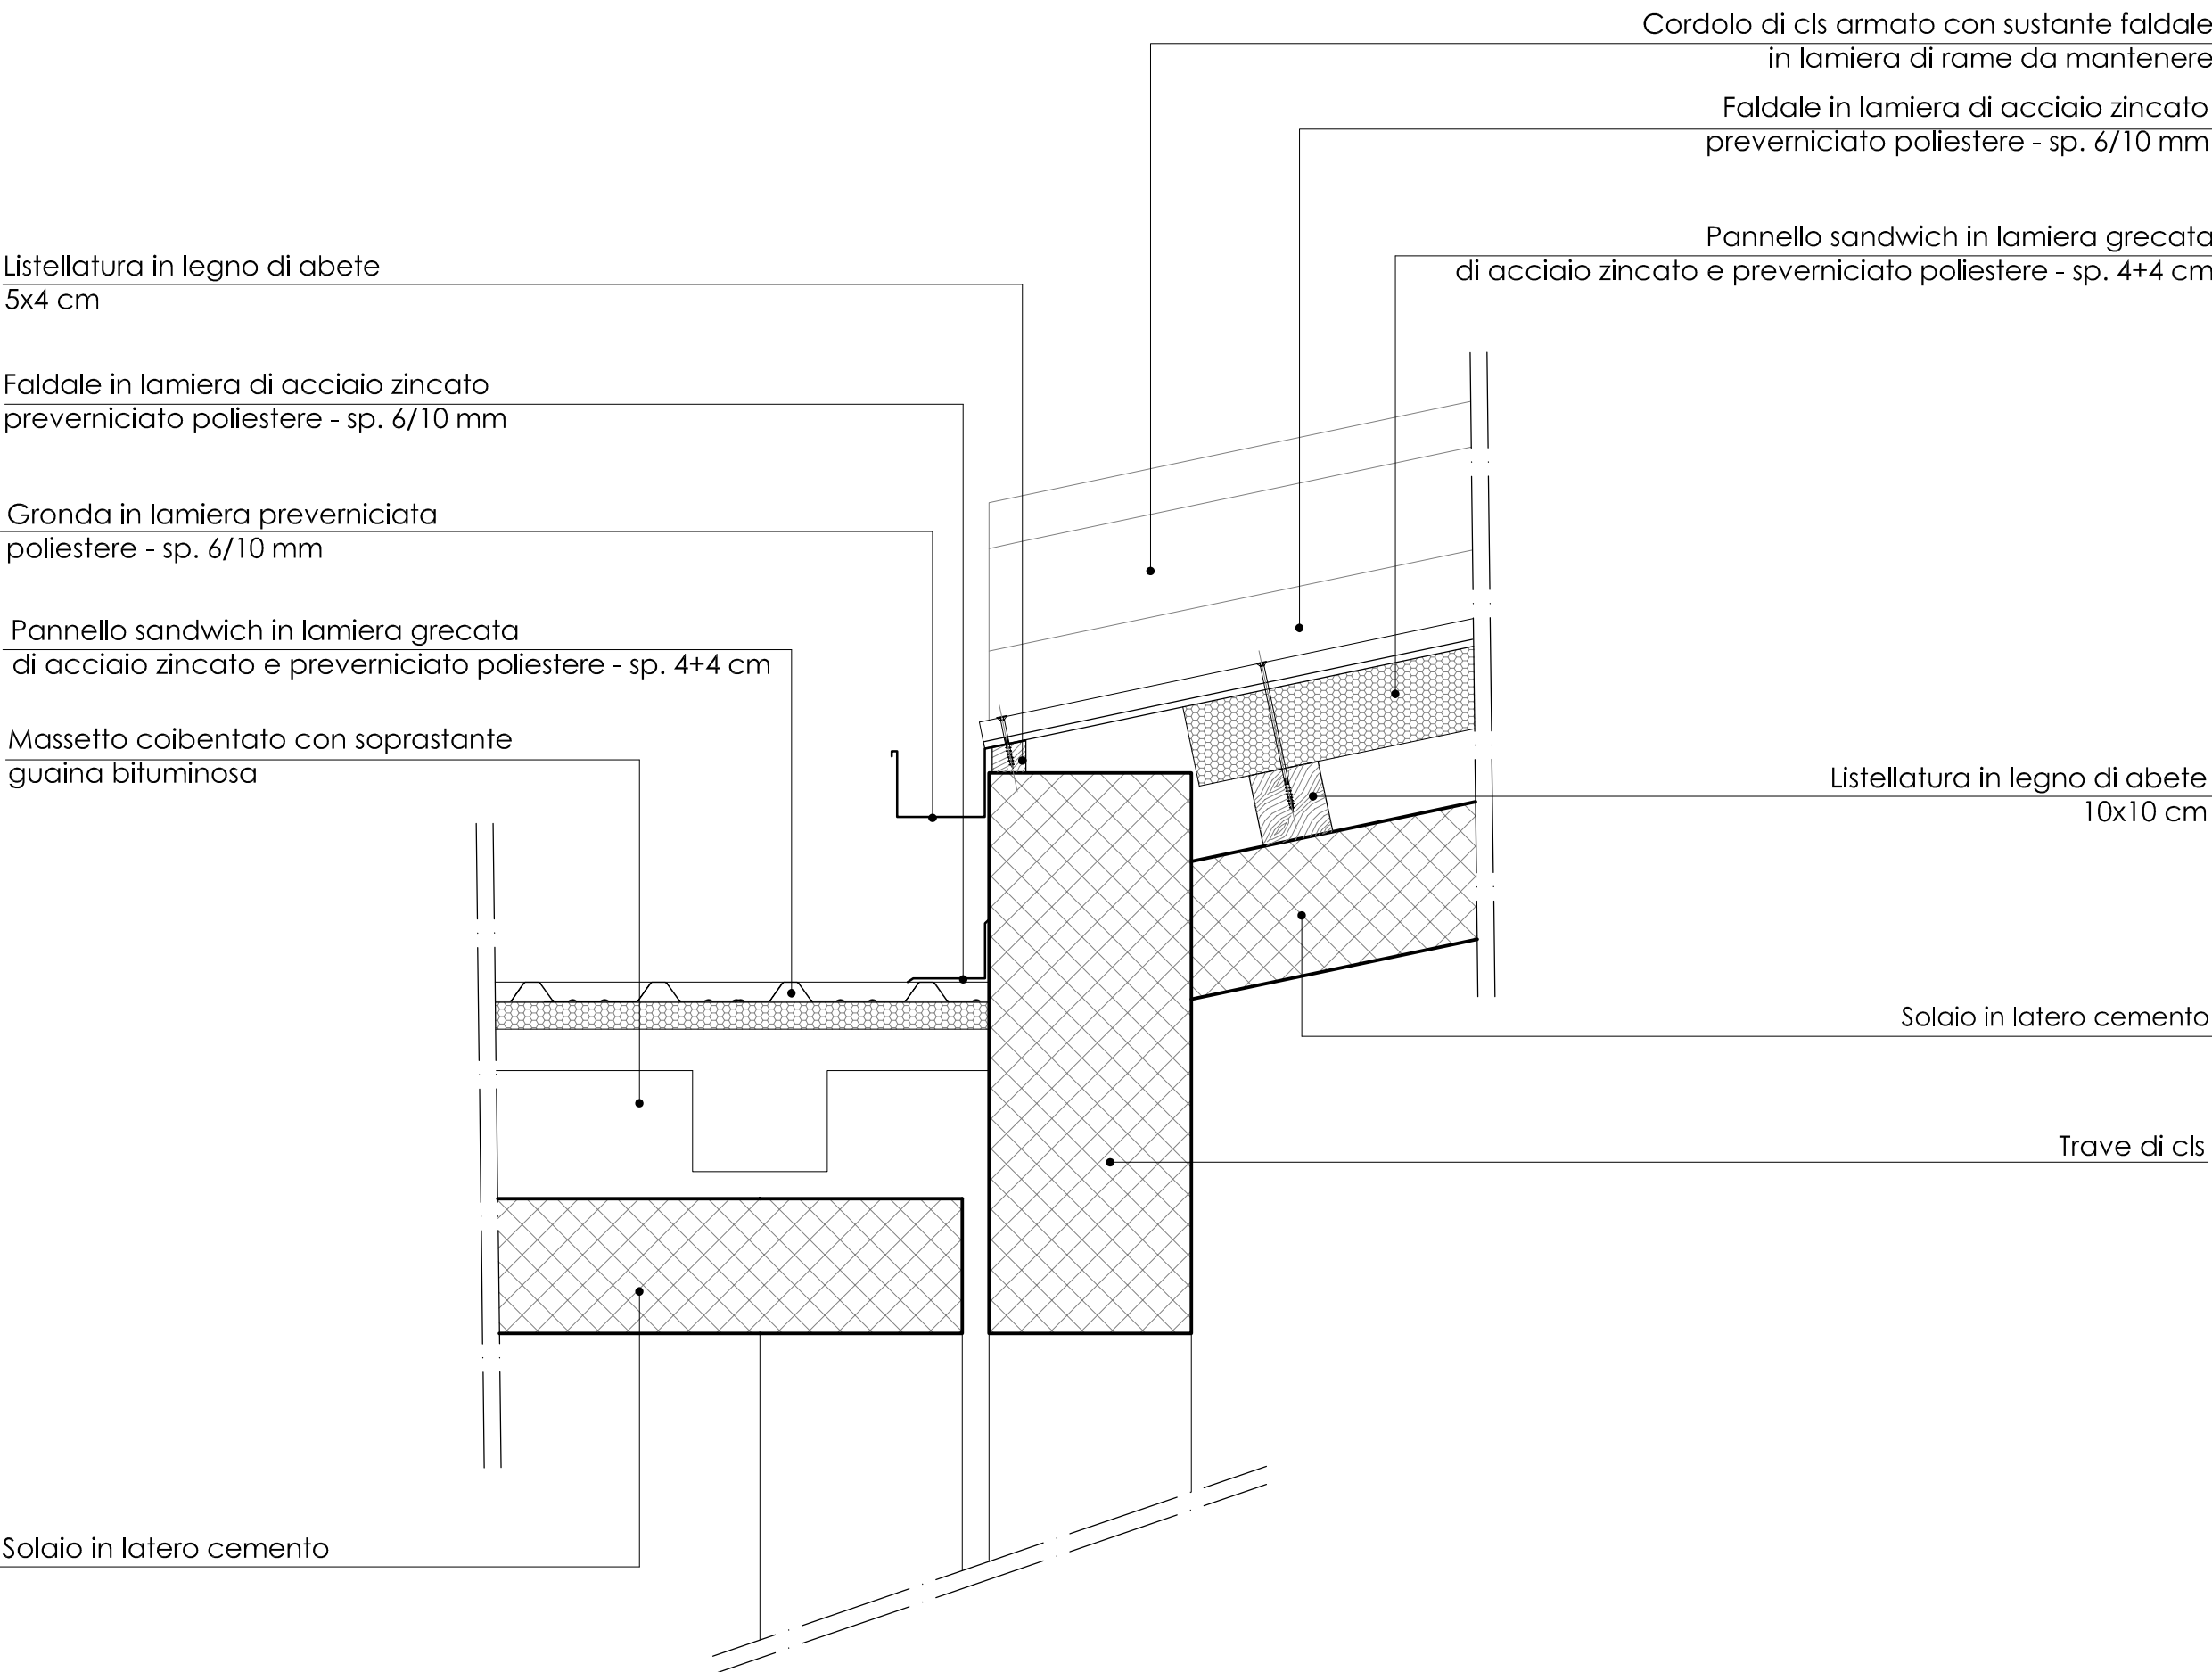 Cordolo di cls armato con sustante faldale
in lamiera di rame da mantenere
Faldale in lamiera di acciaio zincato
preverniciato poliestere - sp. 6/10 mm
Pannello sandwich in lamiera grecata
di acciaio zincato e preverniciato poliestere - sp. 4+4 cm
Listellatura in legno di abete
5x4 cm
Faldale in lamiera di acciaio zincato
preverniciato poliestere - sp. 6/10 mm
Gronda in lamiera preverniciata
poliestere - sp. 6/10 mm
Pannello sandwich in lamiera grecata
di acciaio zincato e preverniciato poliestere - sp. 4+4 cm
Massetto coibentato con soprastante
guaina bituminosa
Listellatura in legno di abete
10x10 cm
Solaio in latero cemento
Trave di cls
Solaio in latero cemento